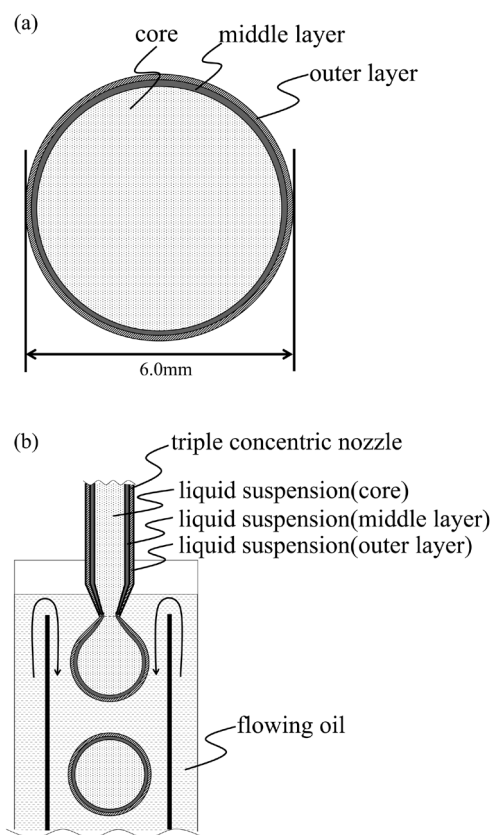 (a)
core
middle layer
outer layer
6.0mm
(b)
triple concentric nozzle
liquid suspension(core)
liquid suspension(middle layer)
liquid suspension(outer layer)
flowing oil